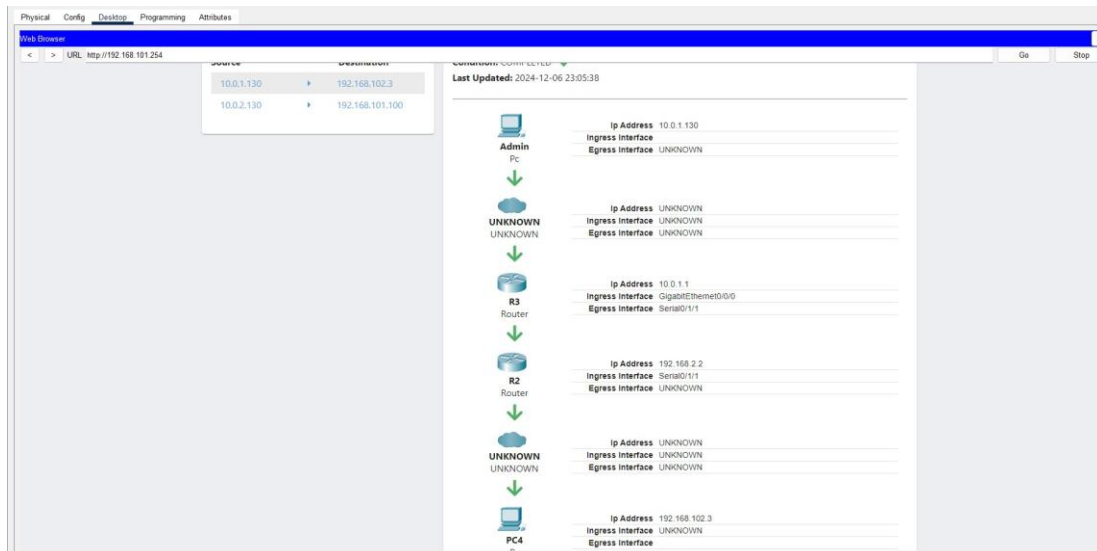 Physical Config Desktop Programming Attributes
Web Browser
< > URL http://192.168.101.254 Go Stop
Source Destination
10.0.1.130 192.168.102.3
10.0.2.130 192.168.101.100
Condition: COMPLETED
Last Updated: 2024-12-06 23:05:38
Admin
Pc
Ip Address 10.0.1.130
Ingress Interface
Egress Interface UNKNOWN
UNKNOWN
UNKNOWN
Ip Address UNKNOWN
Ingress Interface UNKNOWN
Egress Interface UNKNOWN
R3
Router
Ip Address 10.0.1.1
Ingress Interface GigabitEthernet0/0/0
Egress Interface Serial0/1/1
R2
Router
Ip Address 192.168.2.2
Ingress Interface Serial0/1/1
Egress Interface UNKNOWN
UNKNOWN
UNKNOWN
Ip Address UNKNOWN
Ingress Interface UNKNOWN
Egress Interface UNKNOWN
PC4
Ip Address 192.168.102.3
Ingress Interface UNKNOWN
Egress Interface